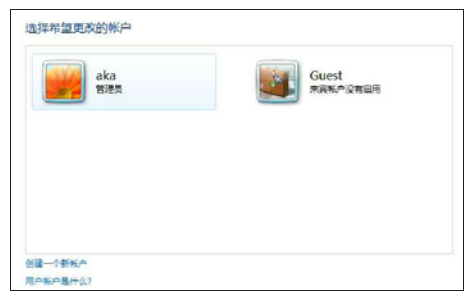 选择希望更改的帐户
aka
管理员
Guest
来宾帐户没有启用
创建一个新帐户
用户帐户是什么?